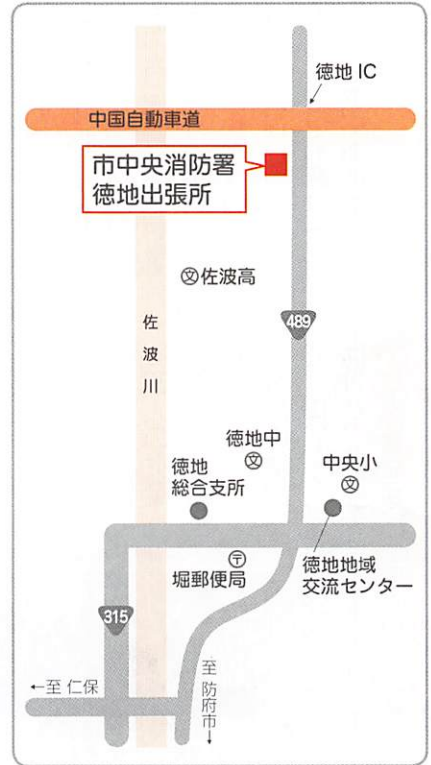 徳地 IC
中国自動車道
市中央消防署
徳地出張所
㊫佐波高
489
佐波川
徳地中
㊫
中央小
㊫
徳地
総合支所
〶
堀郵便局
徳地地域
交流センター
315
←至 仁保
至 防府市→